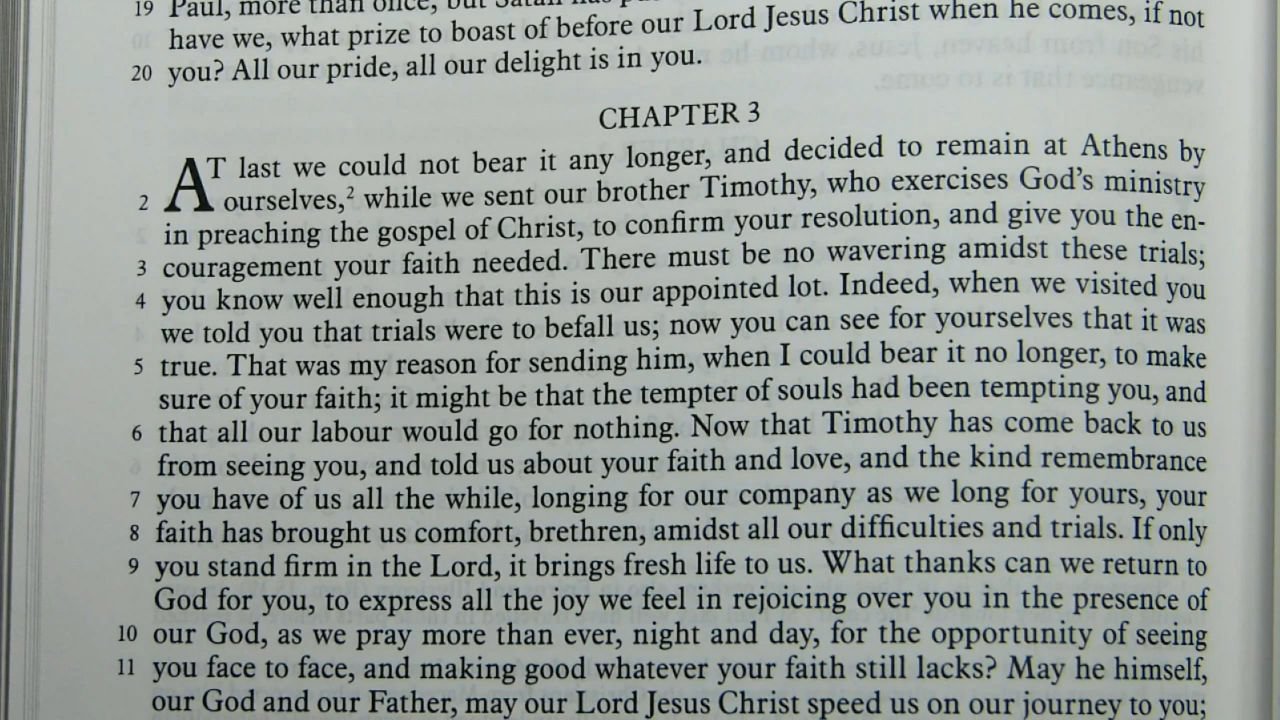 19 Paul, more than once, but Satan has
have we, what prize to boast of before our Lord Jesus Christ when he comes, if not
20 you? All our pride, all our delight is in you.
CHAPTER 3
AT last we could not bear it any longer, and decided to remain at Athens by
2 ourselves,² while we sent our brother Timothy, who exercises God's ministry
in preaching the gospel of Christ, to confirm your resolution, and give you the en-
3 couragement your faith needed. There must be no wavering amidst these trials;
4 you know well enough that this is our appointed lot. Indeed, when we visited you
we told you that trials were to befall us; now you can see for yourselves that it was
5 true. That was my reason for sending him, when I could bear it no longer, to make
sure of your faith; it might be that the tempter of souls had been tempting you, and
6 that all our labour would go for nothing. Now that Timothy has come back to us
from seeing you, and told us about your faith and love, and the kind remembrance
7 you have of us all the while, longing for our company as we long for yours, your
8 faith has brought us comfort, brethren, amidst all our difficulties and trials. If only
9 you stand firm in the Lord, it brings fresh life to us. What thanks can we return to
God for you, to express all the joy we feel in rejoicing over you in the presence of
10 our God, as we pray more than ever, night and day, for the opportunity of seeing
11 you face to face, and making good whatever your faith still lacks? May he himself,
our God and our Father, may our Lord Jesus Christ speed us on our journey to you;